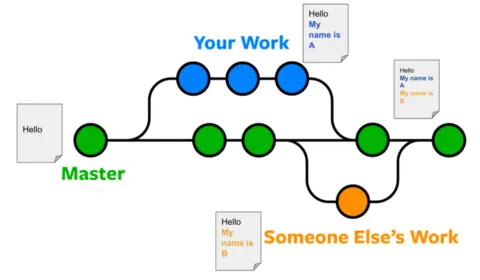 Hello
My
name is
A
Your Work
Hello
My name is
A
My name is
B
Hello
Master
Hello
My
name is
B
Someone Else's Work